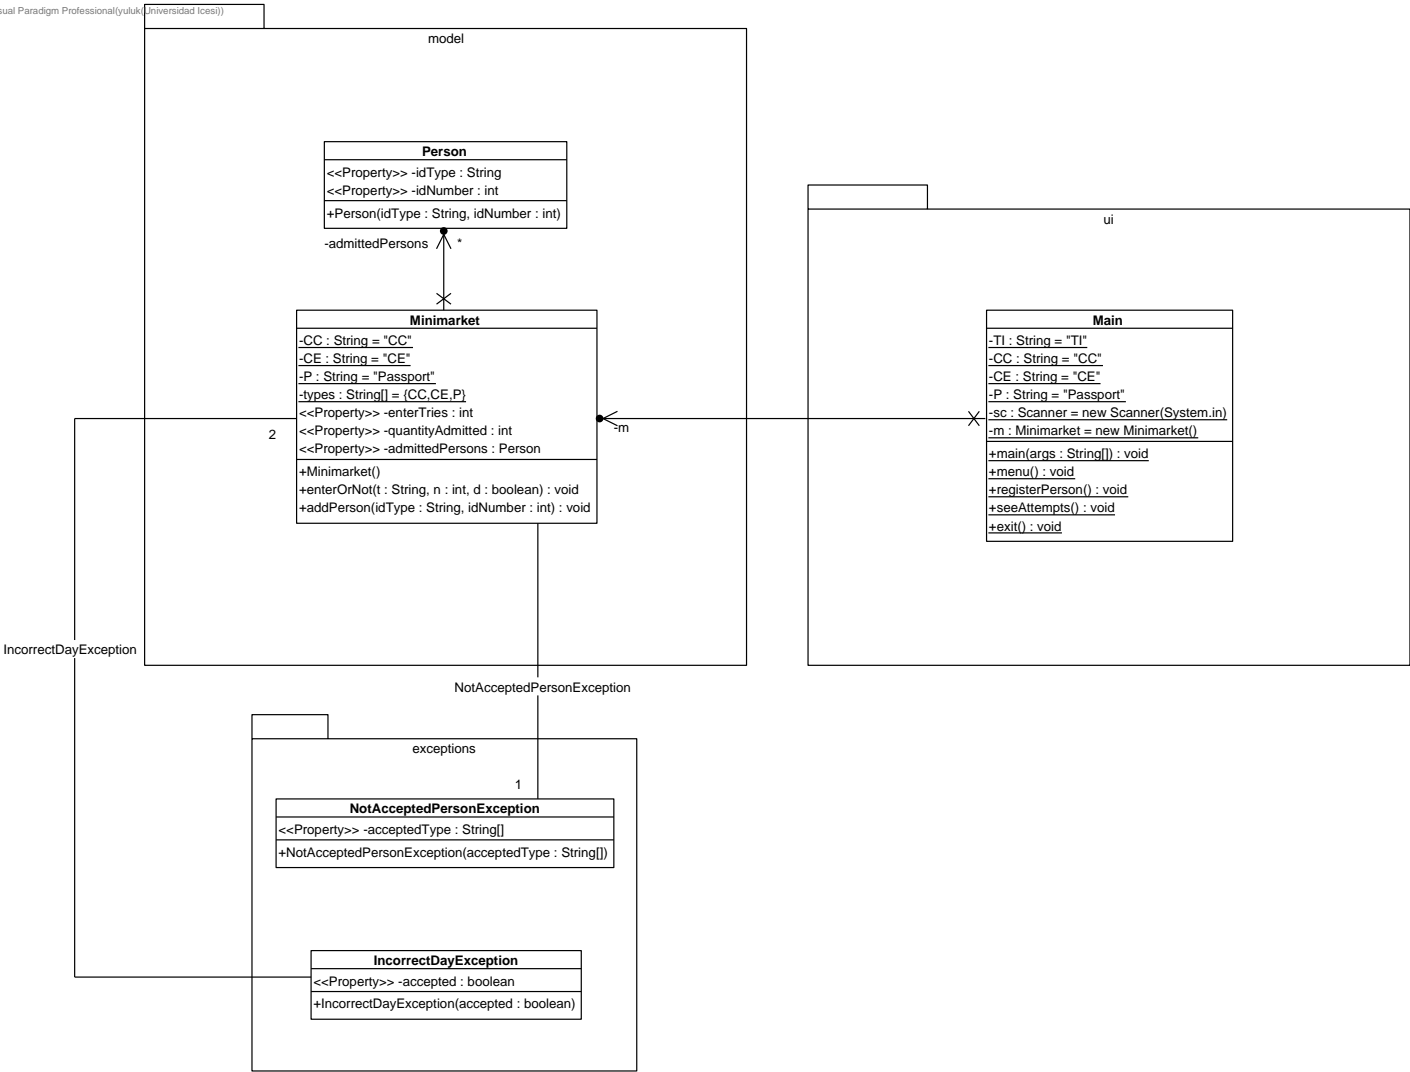 sual Paradigm Professional(yuluk(Universidad Icesi))
model
Person
<<Property>> -idType : String
<<Property>> -idNumber : int
+Person(idType : String, idNumber : int)
-admittedPersons *
Minimarket
-CC : String = "CC"
-CE : String = "CE"
-P : String = "Passport"
-types : String[] = {CC,CE,P}
<<Property>> -enterTries : int
<<Property>> -quantityAdmitted : int
<<Property>> -admittedPersons : Person
+Minimarket()
+enterOrNot(t : String, n : int, d : boolean) : void
+addPerson(idType : String, idNumber : int) : void
2
-m
ui
Main
-TI : String = "TI"
-CC : String = "CC"
-CE : String = "CE"
-P : String = "Passport"
-sc : Scanner = new Scanner(System.in)
-m : Minimarket = new Minimarket()
+main(args : String[]) : void
+menu() : void
+registerPerson() : void
+seeAttempts() : void
+exit() : void
IncorrectDayException
NotAcceptedPersonException
exceptions
1
NotAcceptedPersonException
<<Property>> -acceptedType : String[]
+NotAcceptedPersonException(acceptedType : String[])
IncorrectDayException
<<Property>> -accepted : boolean
+IncorrectDayException(accepted : boolean)